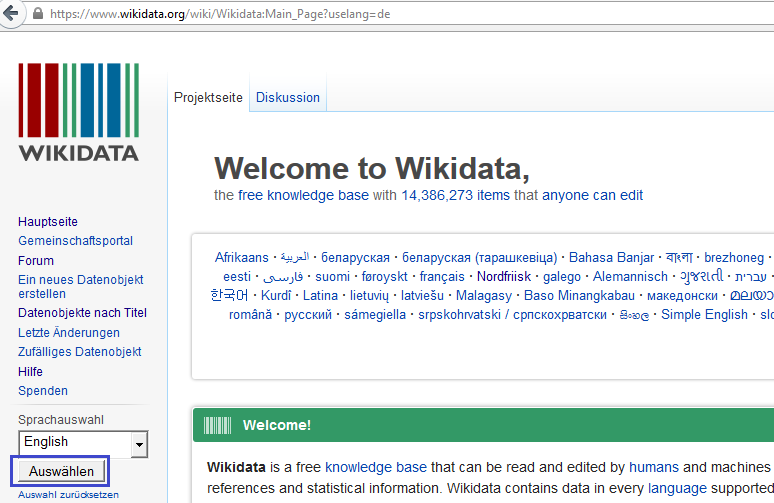 https://www.wikidata.org/wiki/Wikidata:Main_Page?uselang=de
WIKIDATA
Projektseite Diskussion
Welcome to Wikidata,
the free knowledge base with 14,386,273 items that anyone can edit
Hauptseite
Gemeinschaftsportal
Forum
Ein neues Datenobjekt
erstellen
Datenobjekte nach Titel
Letzte Änderungen
Zufälliges Datenobjekt
Hilfe
Spenden
Sprachauswahl
English
Auswählen
Auswahl zurücksetzen
Afrikaans · العربية · беларуская · беларуская (тарашкевіца) · Bahasa Banjar · বাংলা · brezhoneg ·
eesti · فارسی · suomi · føroyskt · français · Nordfriisk · galego · Alemannisch · ગુજરાતી · עברית ·
한국어 · Kurdî · Latina · lietuvių · latviešu · Malagasy · Baso Minangkabau · македонски ·
română · русский · sámegiella · srpskohrvatski / српскохрватски · සිංහල · Simple English ·
Welcome!
Wikidata is a free knowledge base that can be read and edited by humans and machines
references and statistical information. Wikidata contains data in every language supported